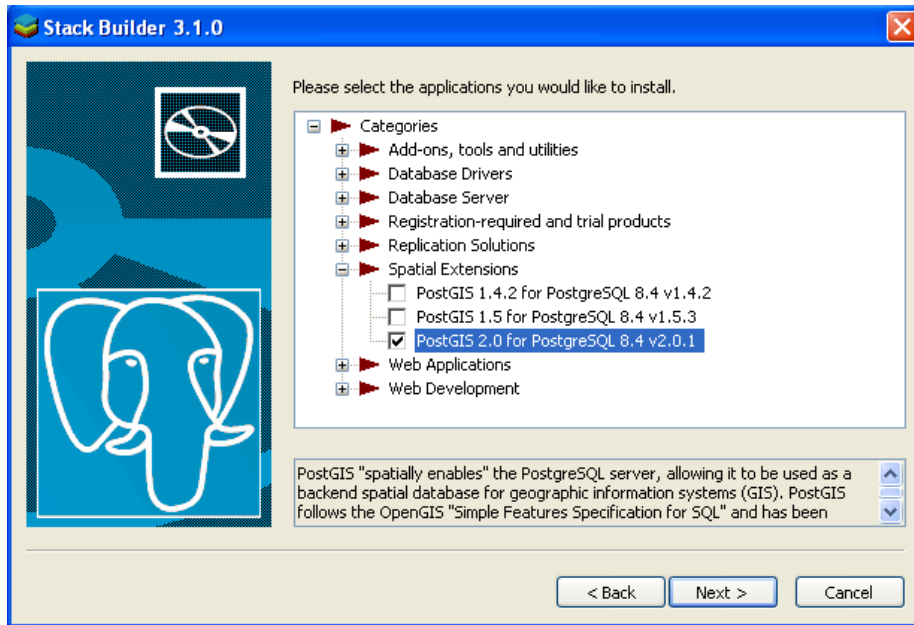 Stack Builder 3.1.0
Please select the applications you would like to install.
Categories
Add-ons, tools and utilities
Database Drivers
Database Server
Registration-required and trial products
Replication Solutions
Spatial Extensions
PostGIS 1.4.2 for PostgreSQL 8.4 v1.4.2
PostGIS 1.5 for PostgreSQL 8.4 v1.5.3
PostGIS 2.0 for PostgreSQL 8.4 v2.0.1
Web Applications
Web Development
PostGIS "spatially enables" the PostgreSQL server, allowing it to be used as a
backend spatial database for geographic information systems (GIS). PostGIS
follows the OpenGIS "Simple Features Specification for SQL" and has been
< Back
Next >
Cancel